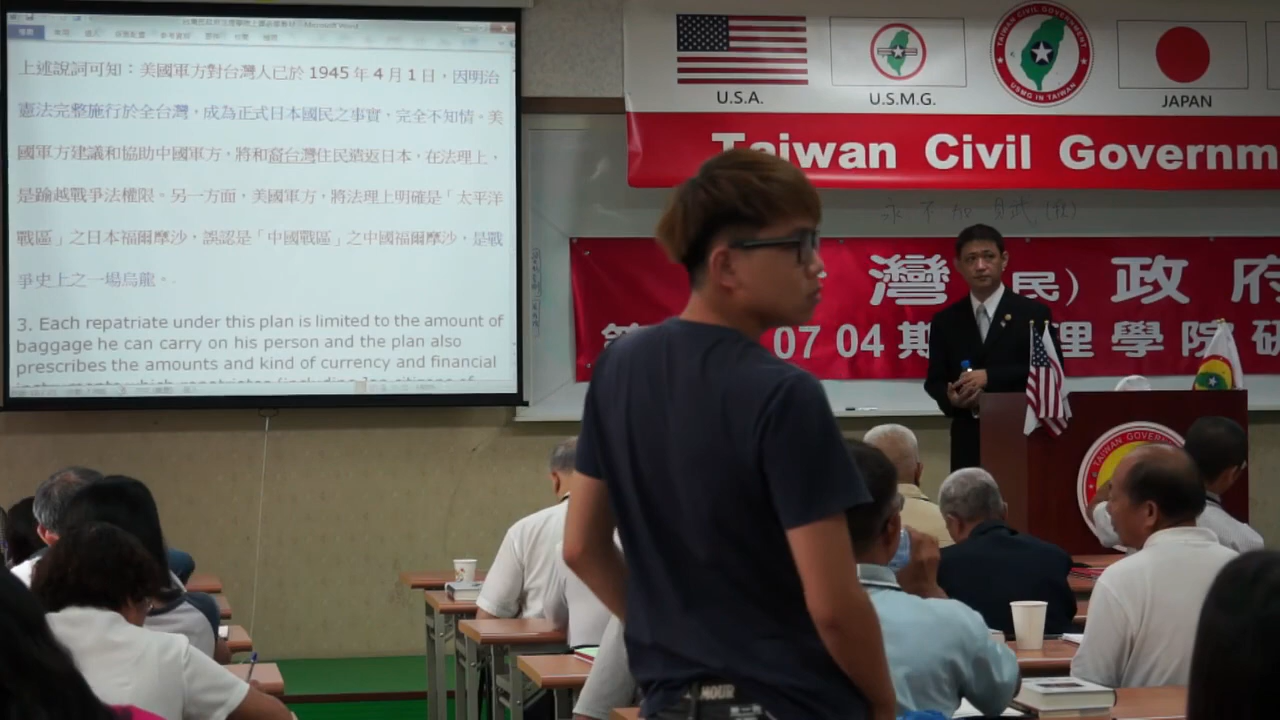 上述說詞可知：美國軍方對台灣人已於 1945 年 4 月 1 日，因明治
憲法完整施行於全台灣，成為正式日本國民之事實，完全不知情。美
國軍方建議和協助中國軍方，將和裔台灣住民遣返日本，在法理上，
是踰越戰爭法權限。另一方面，美國軍方，將法理上明確是「太平洋
戰區」之日本福爾摩沙，誤認是「中國戰區」之中國福爾摩沙，是戰
爭史上之一場烏龍。
3. Each repatriate under this plan is limited to the amount of
baggage he can carry on his person and the plan also
prescribes the amounts and kind of currency and financial
U.S.A.
U.S.M.G.
TAIWAN CIVIL GOVERNMENT
USMG IN TAIWAN
JAPAN
Taiwan Civil Governm
灣 民) 政 府
07 04 期 理 學 院 研
TAIWAN GOVERNMENT
MOUR